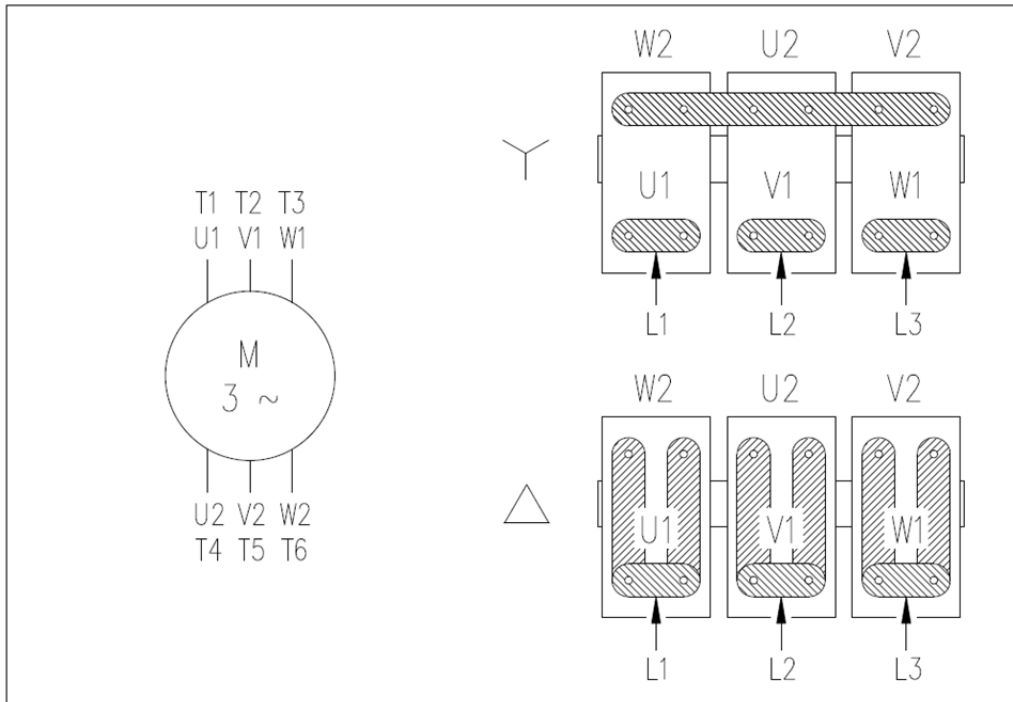 T1 T2 T3
U1 V1 W1
M
3 ~
U2 V2 W2
T4 T5 T6
W2 U2 V2
U1 V1 W1
L1 L2 L3
W2 U2 V2
U1 V1 W1
L1 L2 L3